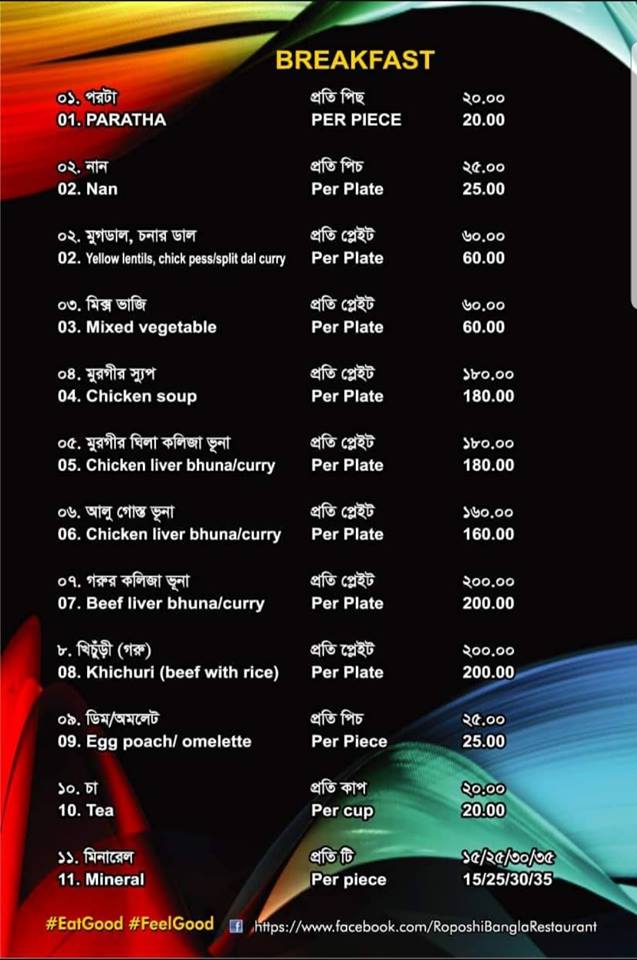 BREAKFAST
০১. পরটা প্রতি পিছ ২০.০০
01. PARATHA PER PIECE 20.00
০২. নান প্রতি পিচ ২৫.০০
02. Nan Per Plate 25.00
০২. মুগডাল, চনার ডাল প্রতি প্লেইট ৬০.০০
02. Yellow lentils, chick pess/split dal curry Per Plate 60.00
০৩. মিক্স ভাজি প্রতি প্লেইট ৬০.০০
03. Mixed vegetable Per Plate 60.00
০৪. মুরগীর স্যুপ প্রতি প্লেইট ১৮০.০০
04. Chicken soup Per Plate 180.00
০৫. মুরগীর ঘিলা কলিজা ভূনা প্রতি প্লেইট ১৮০.০০
05. Chicken liver bhuna/curry Per Plate 180.00
০৬. আলু গোস্ত ভূনা প্রতি প্লেইট ১৬০.০০
06. Chicken liver bhuna/curry Per Plate 160.00
০৭. গরুর কলিজা ভূনা প্রতি প্লেইট ২০০.০০
07. Beef liver bhuna/curry Per Plate 200.00
৮. খিচুঁড়ী (গরু) প্রতি প্লেইট ২০০.০০
08. Khichuri (beef with rice) Per Plate 200.00
০৯. ডিম/অমলেট প্রতি পিচ ২৫.০০
09. Egg poach/ omelette Per Piece 25.00
১০. চা প্রতি কাপ ২০.০০
10. Tea Per cup 20.00
১১. মিনারেল প্রতি টি ১৫/২৫/৩০/৩৫
11. Mineral Per piece 15/25/30/35
#EatGood #FeelGood f https://www.facebook.com/RoposhiBanglaRestaurant